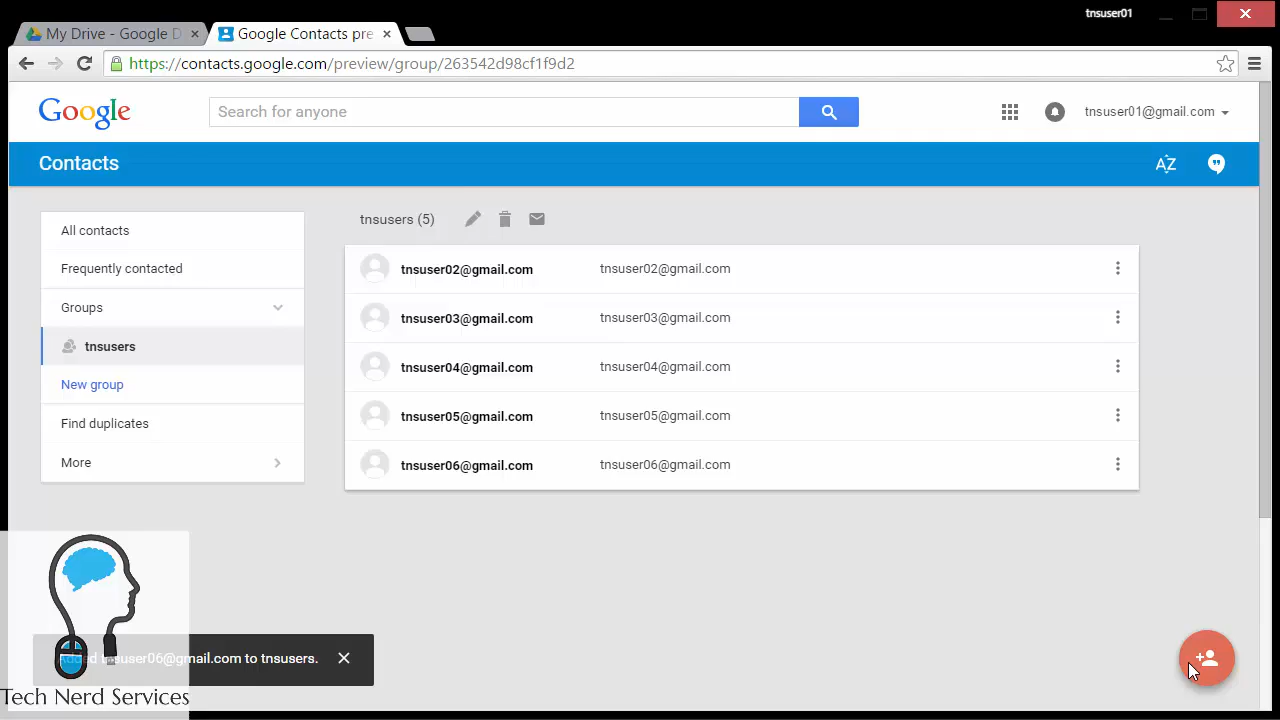 tnsuser01
My Drive - Google D
Google Contacts pre
https://contacts.google.com/preview/group/263542d98cf1f9d2
Google
Search for anyone
tnsuser01@gmail.com
Contacts
AZ
All contacts
Frequently contacted
Groups
tnsusers
New group
Find duplicates
More
tnsusers (5)
tnsuser02@gmail.com tnsuser02@gmail.com
tnsuser03@gmail.com tnsuser03@gmail.com
tnsuser04@gmail.com tnsuser04@gmail.com
tnsuser05@gmail.com tnsuser05@gmail.com
tnsuser06@gmail.com tnsuser06@gmail.com
Added tnsuser06@gmail.com to tnsusers.
Tech Nerd Services